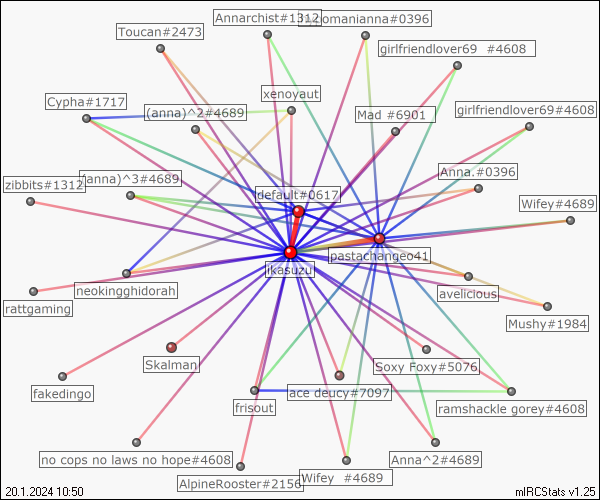 Annarchist#1312
omanianna#0396
Toucan#2473
girlfriendlover69 #4608
xenoyaut
Cypha#1717
(anna)^2#4689
Mad #6901
girlfriendlover69#4608
zibbits#1312
(anna)^3#4689
Anna.#0396
default#0617
Wifey#4689
pastachangeo41
ikasuzu
neokingghidorah
avelicious
rattgaming
Mushy#1984
Skalman
Soxy Foxy#5076
fakedingo
ace deucy#7097
frisout
ramshackle gorey#4608
no cops no laws no hope#4608
Anna^2#4689
AlpineRooster#2156
Wifey #4689
20.1.2024 10:50
mIRCStats v1.25